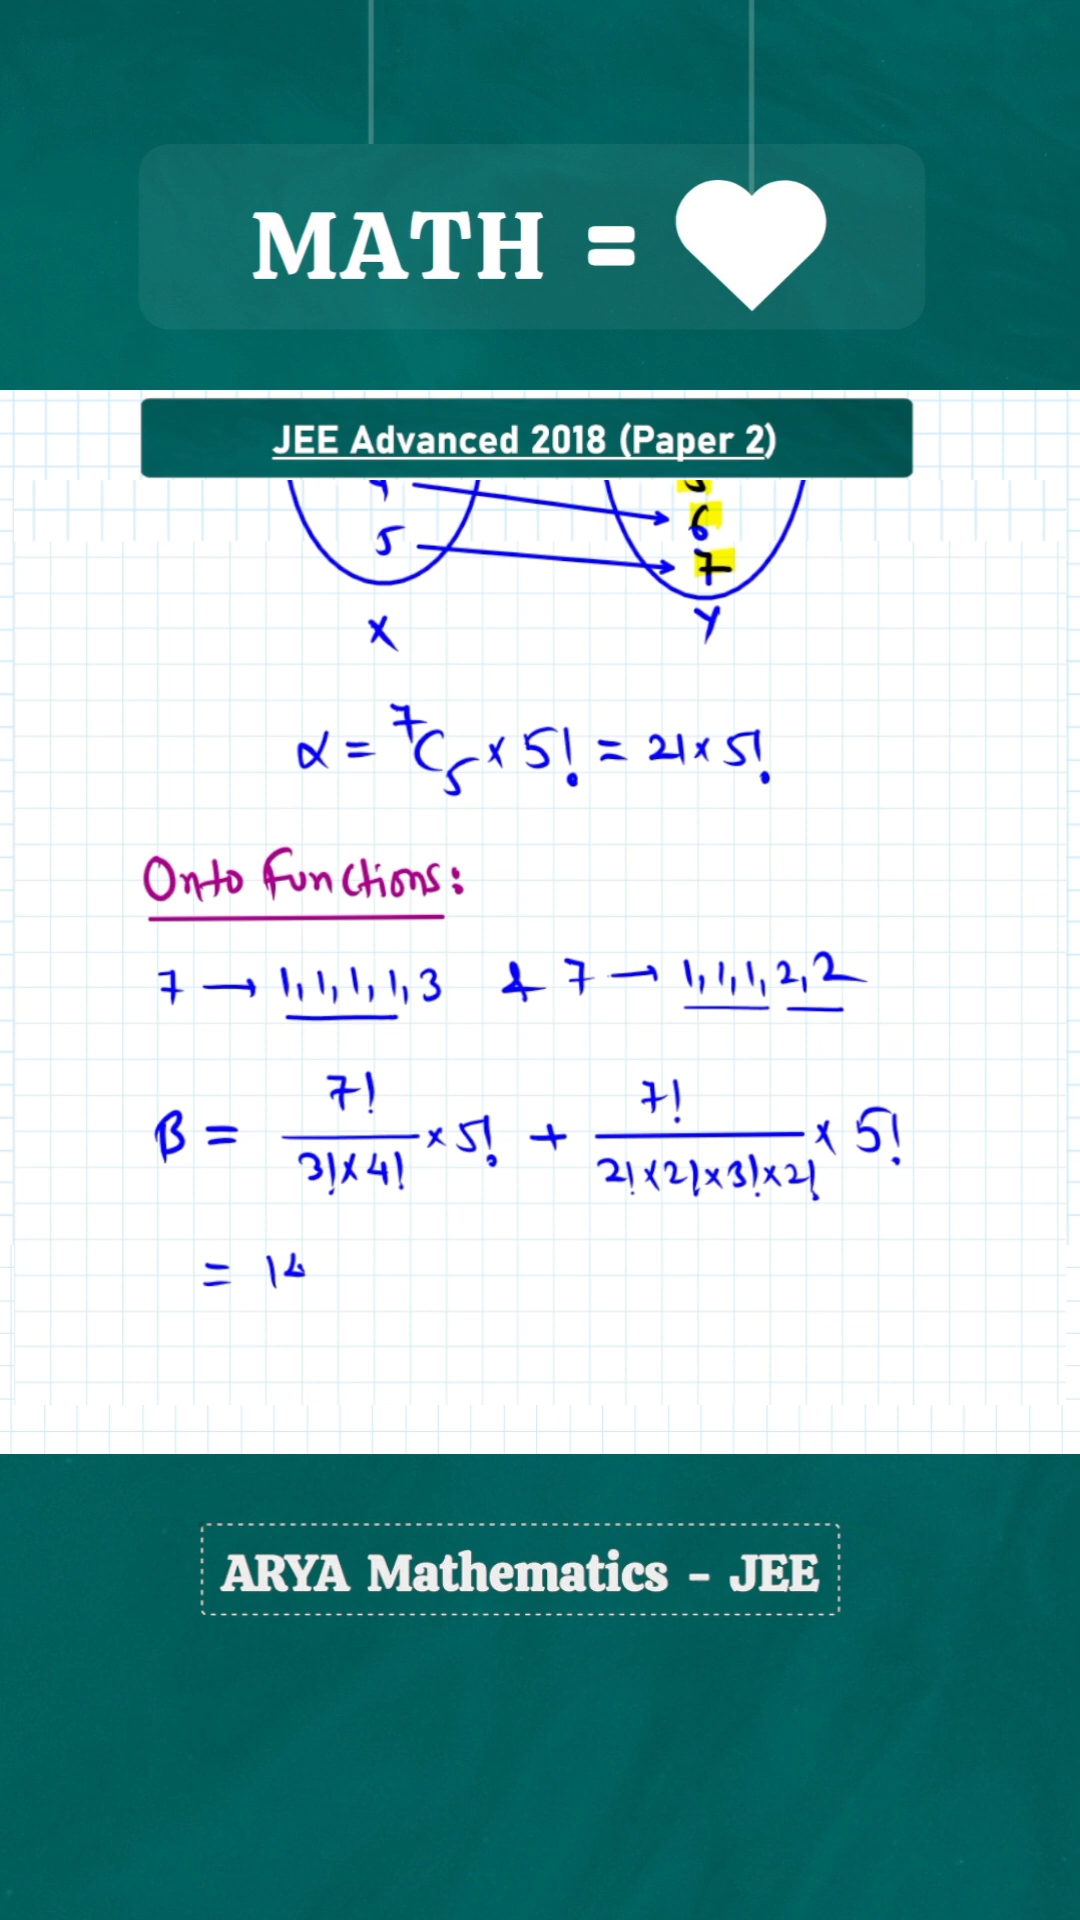 MATH =
JEE Advanced 2018 (Paper 2)
6
5
7
X
Y
α = ⁷C₅ × 5! = 21 × 5!
Onto Functions:
7 → 1, 1, 1, 1, 3 & 7 → 1, 1, 1, 2, 2
β = 7!/(3! × 4!) × 5! + 7!/(2! × 2! × 3! × 2!) × 5!
= 14
ARYA Mathematics - JEE